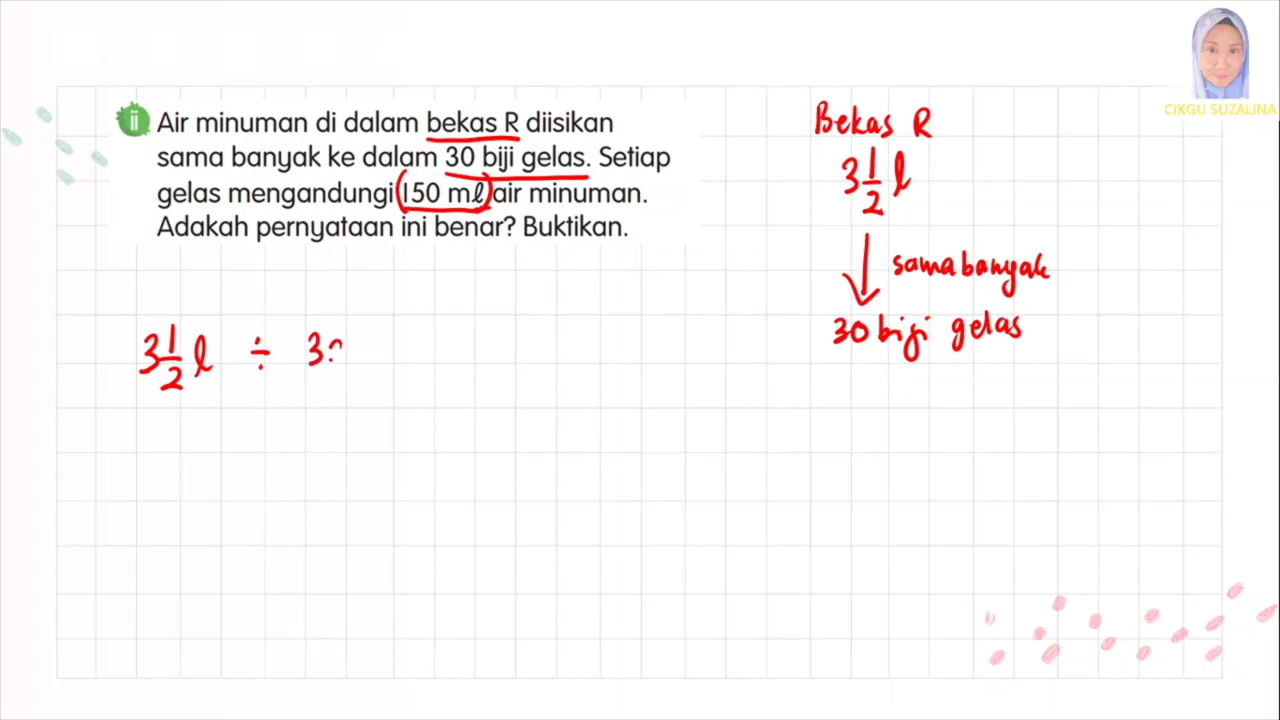 CIKGU SUZALINA
ii Air minuman di dalam bekas R diisikan
sama banyak ke dalam 30 biji gelas. Setiap
gelas mengandungi 150 mℓ air minuman.
Adakah pernyataan ini benar? Buktikan.
Bekas R
3 1/2 l
sama banyak
30 biji gelas
3 1/2 l ÷ 3